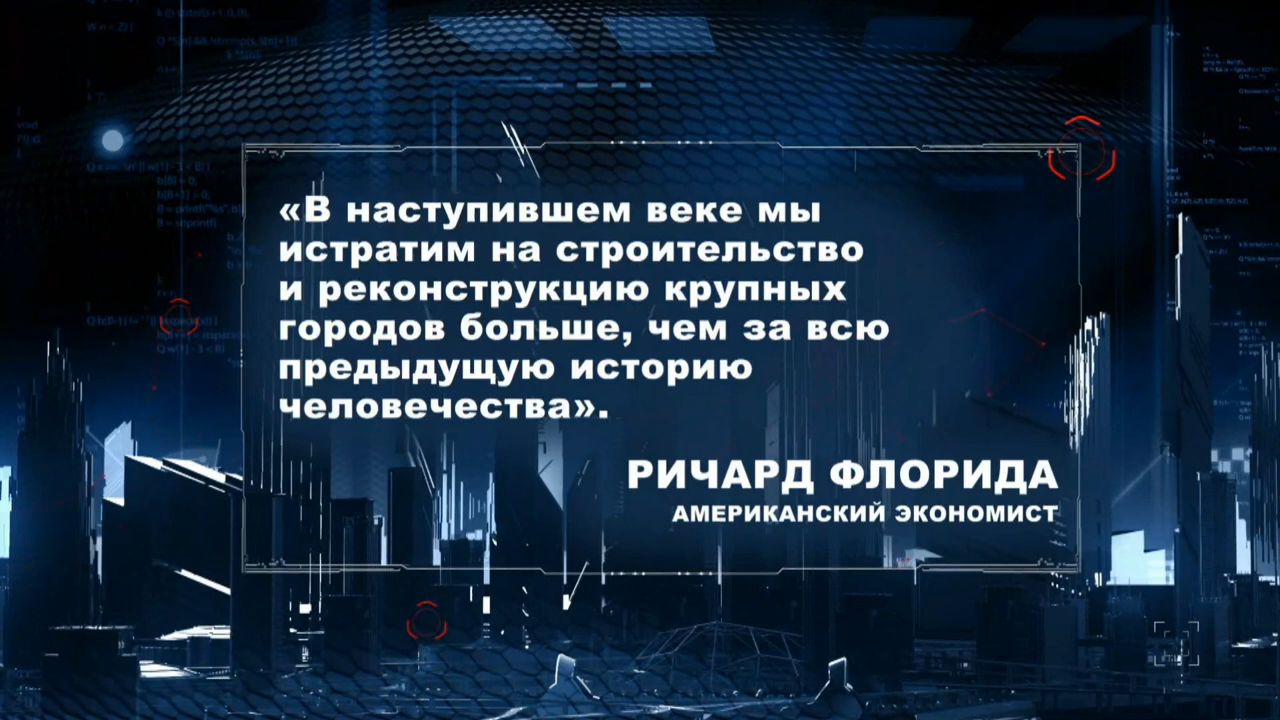 «В наступившем веке мы
истратим на строительство
и реконструкцию крупных
городов больше, чем за всю
предыдущую историю
человечества».
РИЧАРД ФЛОРИДА
АМЕРИКАНСКИЙ ЭКОНОМИСТ